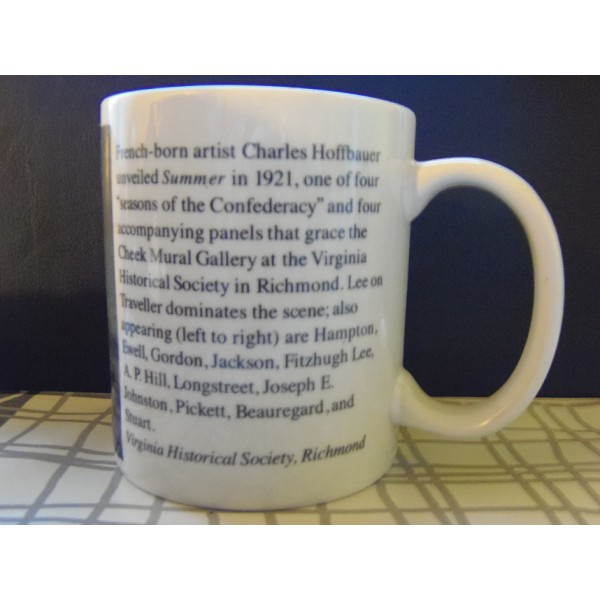 French-born artist Charles Hoffbauer
unveiled Summer in 1921, one of four
"seasons of the Confederacy" and four
accompanying panels that grace the
Cheek Mural Gallery at the Virginia
Historical Society in Richmond. Lee on
Traveller dominates the scene; also
appearing (left to right) are Hampton,
Ewell, Gordon, Jackson, Fitzhugh Lee,
A. P. Hill, Longstreet, Joseph E.
Johnston, Pickett, Beauregard, and
Stuart.
Virginia Historical Society, Richmond